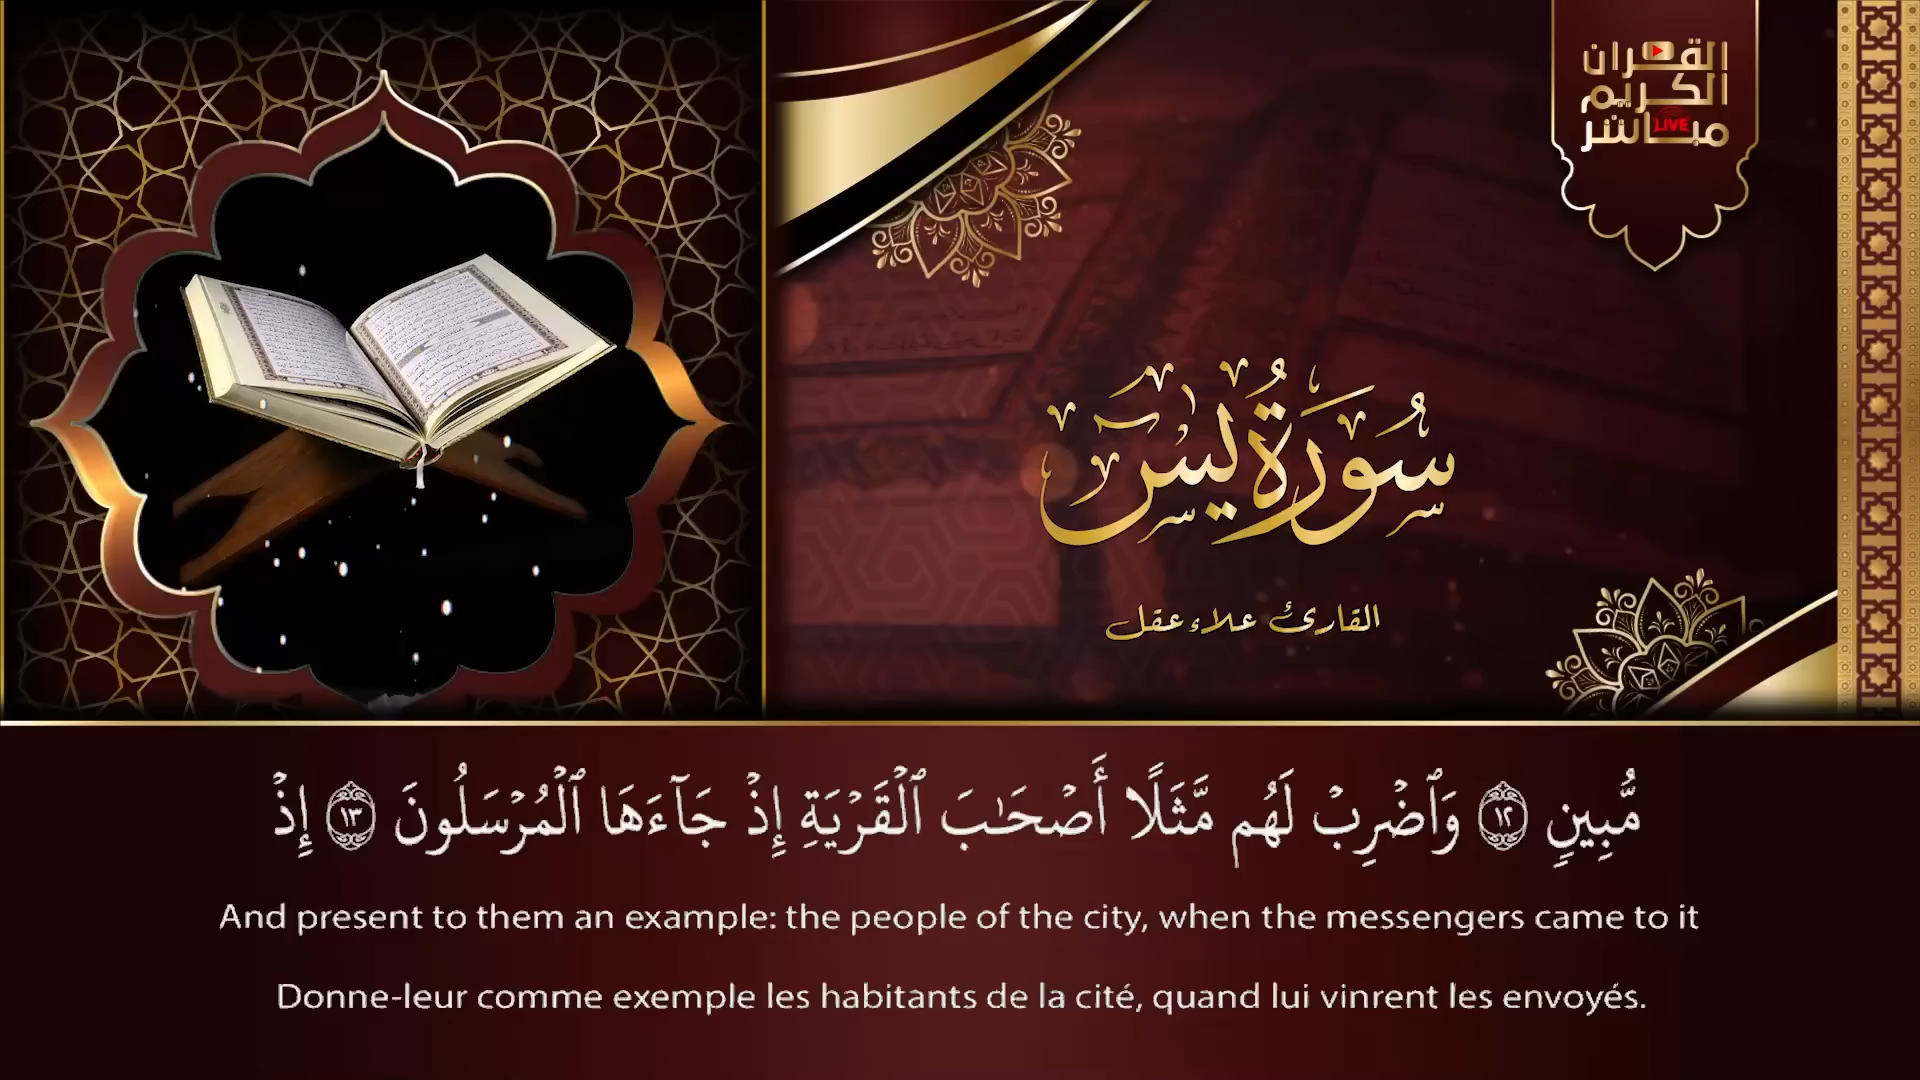 القرآن
الكريم
مباشر
LIVE
سُورَةُ يسٓ
القارئ علاء عقل
مُّبِينٍ ١٢ وَٱضْرِبْ لَهُم مَّثَلًا أَصْحَٰبَ ٱلْقَرْيَةِ إِذْ جَآءَهَا ٱلْمُرْسَلُونَ ١٣ إِذْ
And present to them an example: the people of the city, when the messengers came to it
Donne-leur comme exemple les habitants de la cité, quand lui vinrent les envoyés.